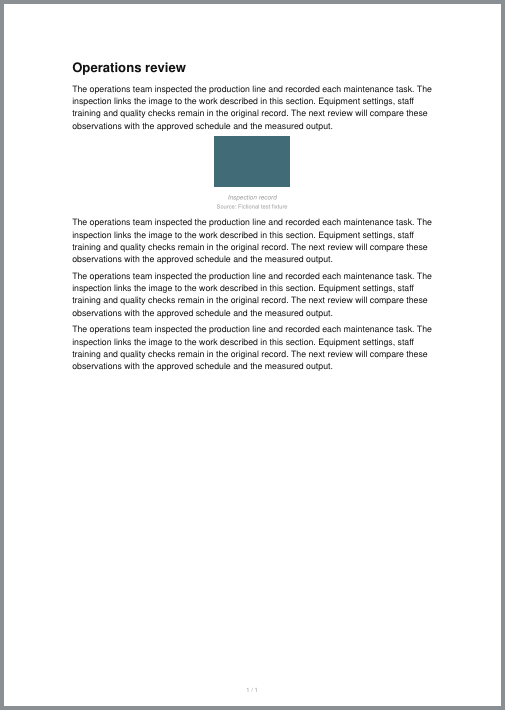 Operations review
The operations team inspected the production line and recorded each maintenance task. The
inspection links the image to the work described in this section. Equipment settings, staff
training and quality checks remain in the original record. The next review will compare these
observations with the approved schedule and the measured output.
Inspection record
Source: Fictional test fixture
The operations team inspected the production line and recorded each maintenance task. The
inspection links the image to the work described in this section. Equipment settings, staff
training and quality checks remain in the original record. The next review will compare these
observations with the approved schedule and the measured output.
The operations team inspected the production line and recorded each maintenance task. The
inspection links the image to the work described in this section. Equipment settings, staff
training and quality checks remain in the original record. The next review will compare these
observations with the approved schedule and the measured output.
The operations team inspected the production line and recorded each maintenance task. The
inspection links the image to the work described in this section. Equipment settings, staff
training and quality checks remain in the original record. The next review will compare these
observations with the approved schedule and the measured output.
1 / 1